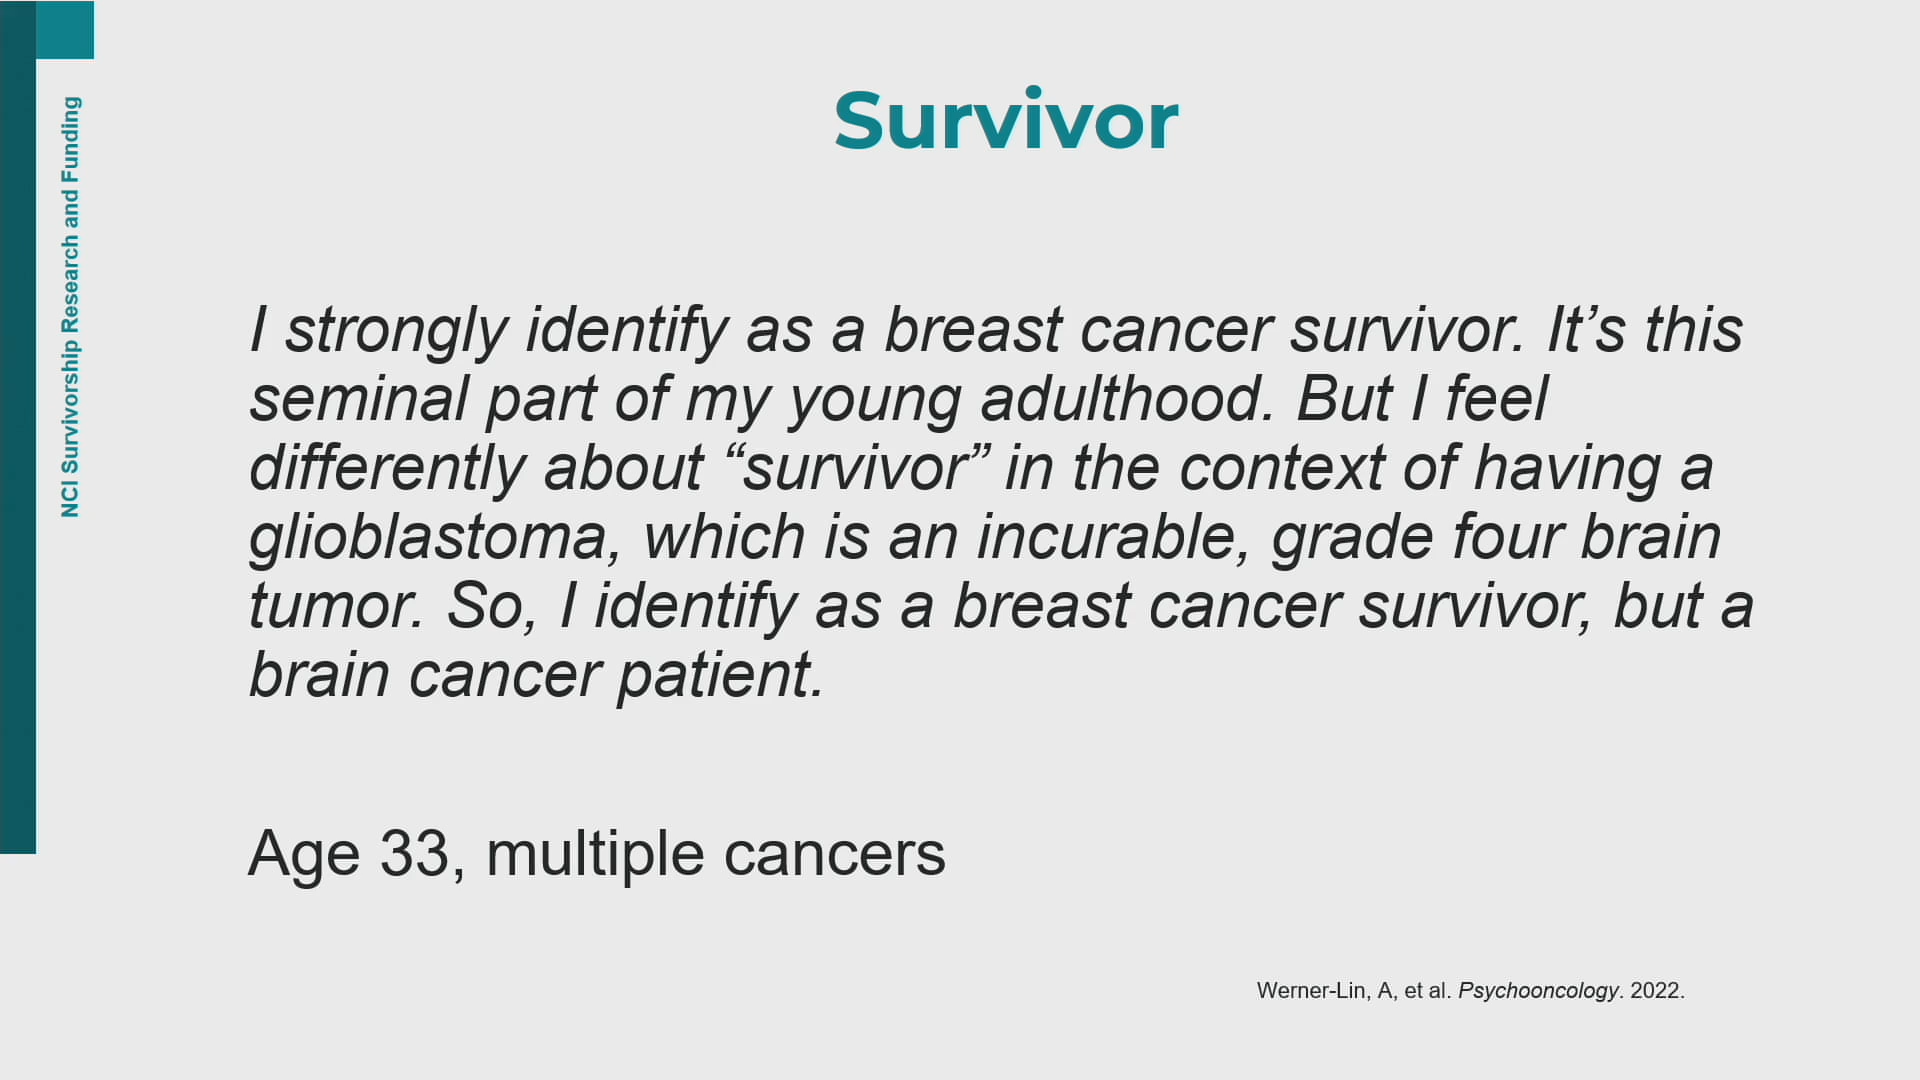 Survivor
NCI Survivorship Research and Funding
I strongly identify as a breast cancer survivor. It’s this
seminal part of my young adulthood. But I feel
differently about “survivor” in the context of having a
glioblastoma, which is an incurable, grade four brain
tumor. So, I identify as a breast cancer survivor, but a
brain cancer patient.
Age 33, multiple cancers
Werner-Lin, A, et al. Psychooncology. 2022.